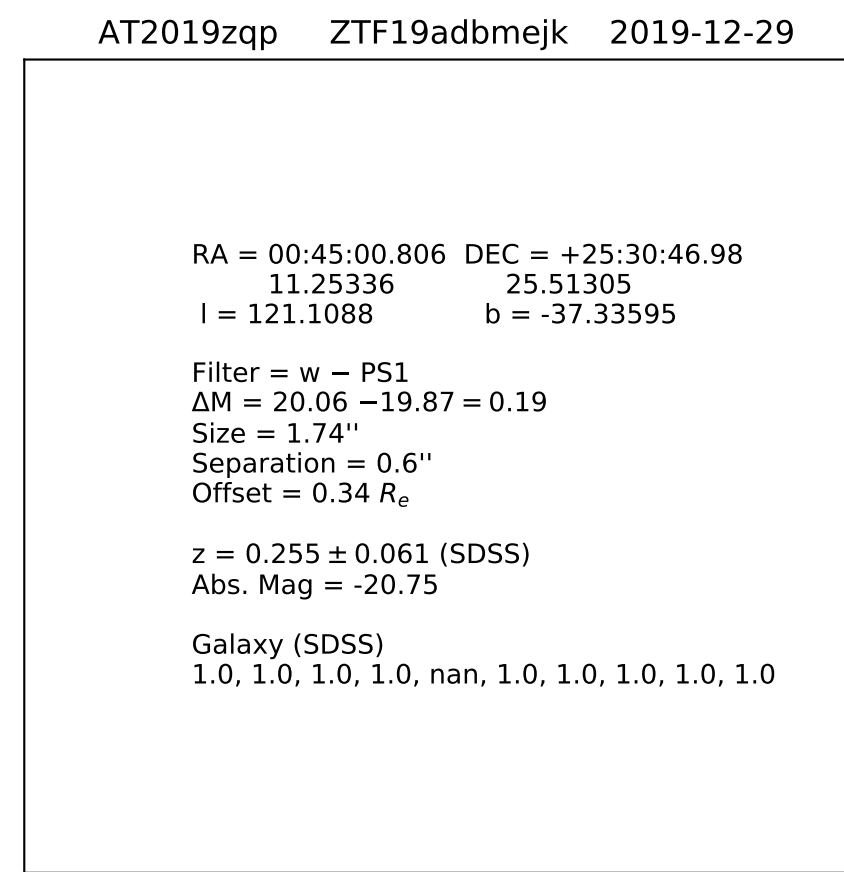 AT2019zqp ZTF19adbmejk 2019-12-29
RA = 00:45:00.806 DEC = +25:30:46.98
11.25336 25.51305
l = 121.1088 b = -37.33595
Filter = w − PS1
ΔM = 20.06 −19.87 = 0.19
Size = 1.74''
Separation = 0.6''
Offset = 0.34 Re
z = 0.255 ± 0.061 (SDSS)
Abs. Mag = -20.75
Galaxy (SDSS)
1.0, 1.0, 1.0, 1.0, nan, 1.0, 1.0, 1.0, 1.0, 1.0